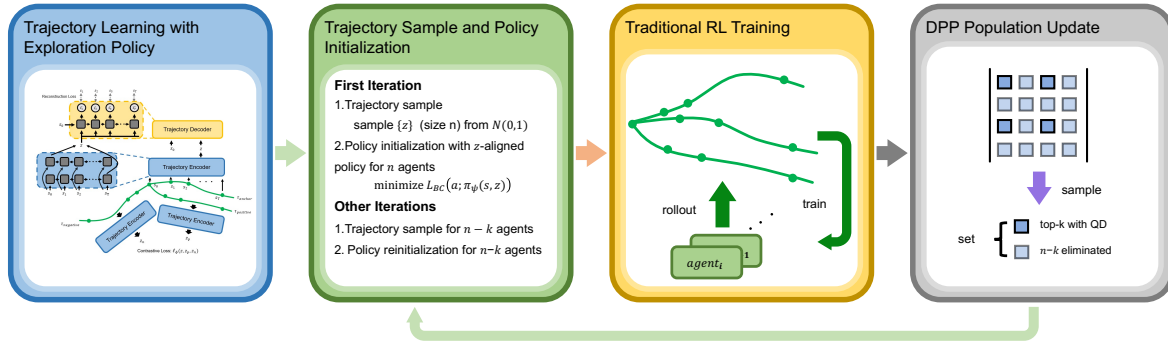 Trajectory Learning with
Exploration Policy
Reconstruction Loss
Trajectory Decoder
Trajectory Encoder
Trajectory Encoder
Trajectory Encoder
Trajectory Sample and Policy
Initialization
First Iteration
1.Trajectory sample
sample {z} (size n) from N(0,1)
2.Policy initialization with z-aligned
policy for n agents
minimize L_BC(a; π_ψ(s, z))
Other Iterations
1.Trajectory sample for n − k agents
2. Policy reinitialization for n-k agents
Traditional RL Training
rollout
train
agent_i
1
DPP Population Update
sample
set
top-k with QD
n-k eliminated